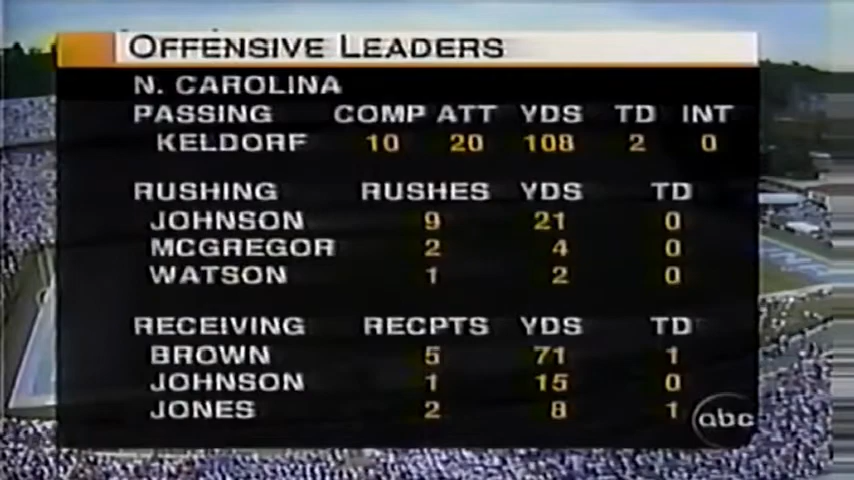 OFFENSIVE LEADERS
N. CAROLINA
PASSING COMP ATT YDS TD INT
KELDORF 10 20 108 2 0
RUSHING RUSHES YDS TD
JOHNSON 9 21 0
MCGREGOR 2 4 0
WATSON 1 2 0
RECEIVING RECPTS YDS TD
BROWN 5 71 1
JOHNSON 1 15 0
JONES 2 8 1
abc